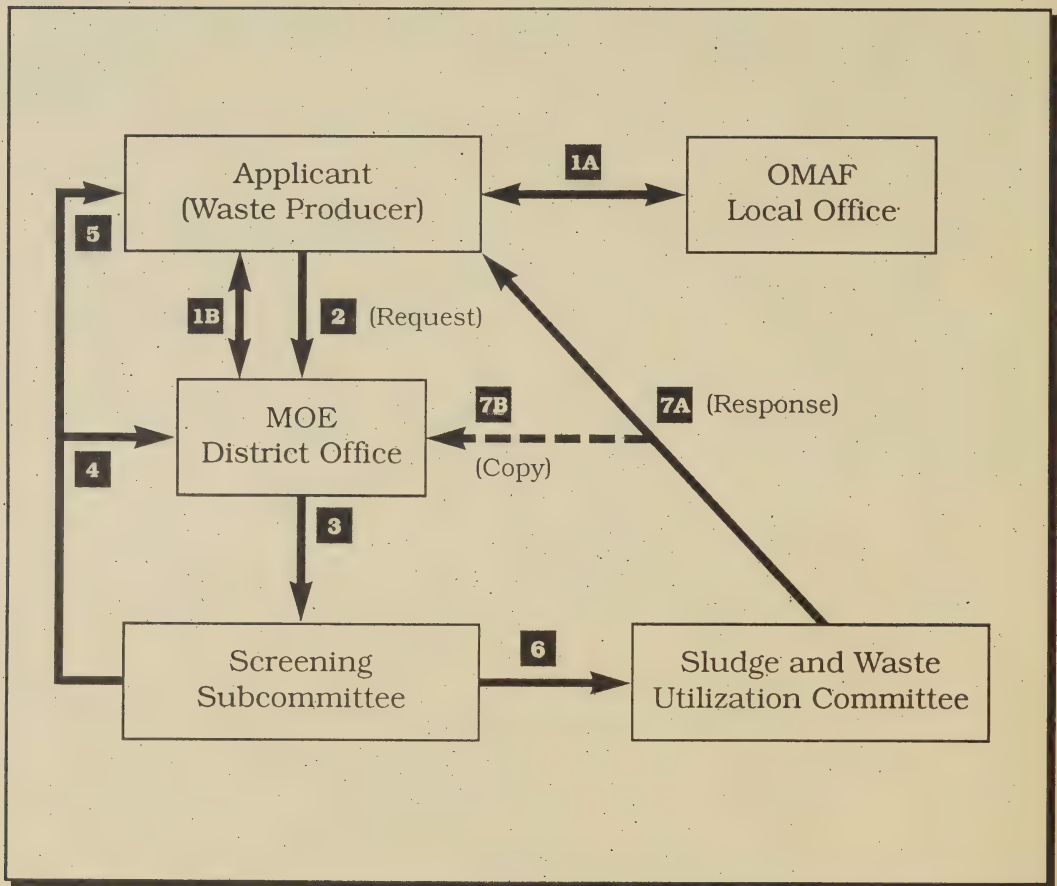 Applicant
(Waste Producer)
1A
OMAF
Local Office
5
1B
2 (Request)
MOE
District Office
7B
(Copy)
7A (Response)
4
3
Screening
Subcommittee
6
Sludge and Waste
Utilization Committee